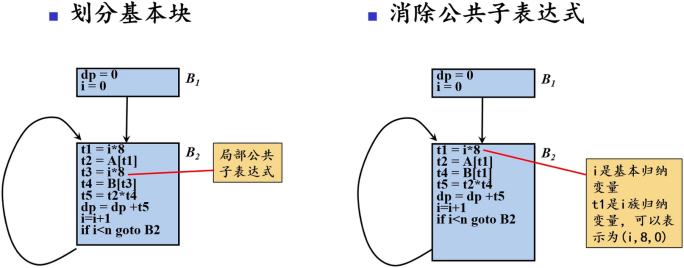 ▪ 划分基本块
dp = 0
i = 0
B1
t1 = i*8
t2 = A[t1]
t3 = i*8
t4 = B[t3]
t5 = t2*t4
dp = dp +t5
i=i+1
if i<n goto B2
B2
局部公共
子表达式
▪ 消除公共子表达式
dp = 0
i = 0
B1
t1 = i*8
t2 = A[t1]
t4 = B[t1]
t5 = t2*t4
dp = dp +t5
i=i+1
if i<n goto B2
B2
i是基本归纳
变量
t1是i族归纳
变量，可以表
示为(i,8,0)